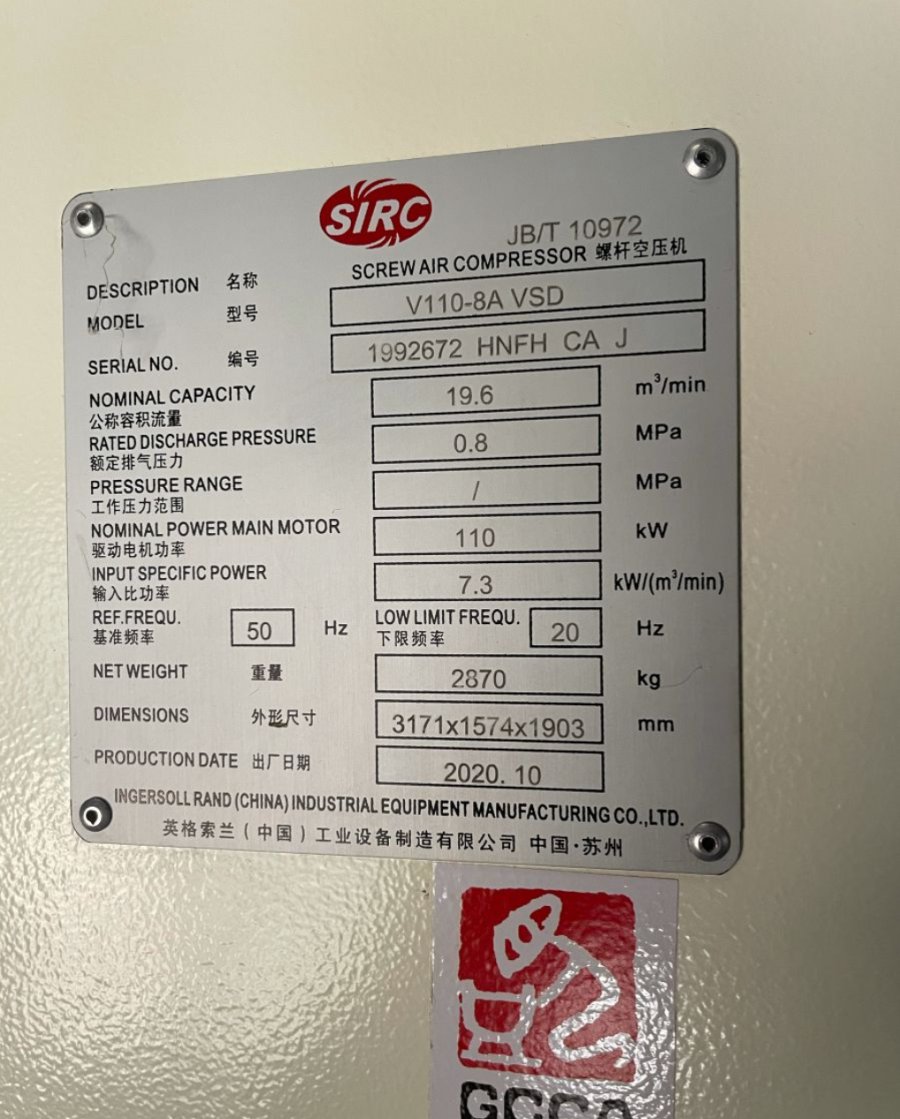 SIRC
JB/T 10972
DESCRIPTION 名称 SCREW AIR COMPRESSOR 螺杆空压机
MODEL 型号 V110-8A VSD
SERIAL NO. 编号 1992672 HNFH CA J
NOMINAL CAPACITY 19.6 m³/min
公称容积流量
RATED DISCHARGE PRESSURE 0.8 MPa
额定排气压力
PRESSURE RANGE / MPa
工作压力范围
NOMINAL POWER MAIN MOTOR 110 kW
驱动电机功率
INPUT SPECIFIC POWER 7.3 kW/(m³/min)
输入比功率
REF.FREQU. 50 Hz LOW LIMIT FREQU. 20 Hz
基准频率 下限频率
NET WEIGHT 重量 2870 kg
DIMENSIONS 外形尺寸 3171x1574x1903 mm
PRODUCTION DATE 出厂日期 2020.10
INGERSOLL RAND (CHINA) INDUSTRIAL EQUIPMENT MANUFACTURING CO.,LTD.
英格索兰（中国）工业设备制造有限公司 中国·苏州
GCCA